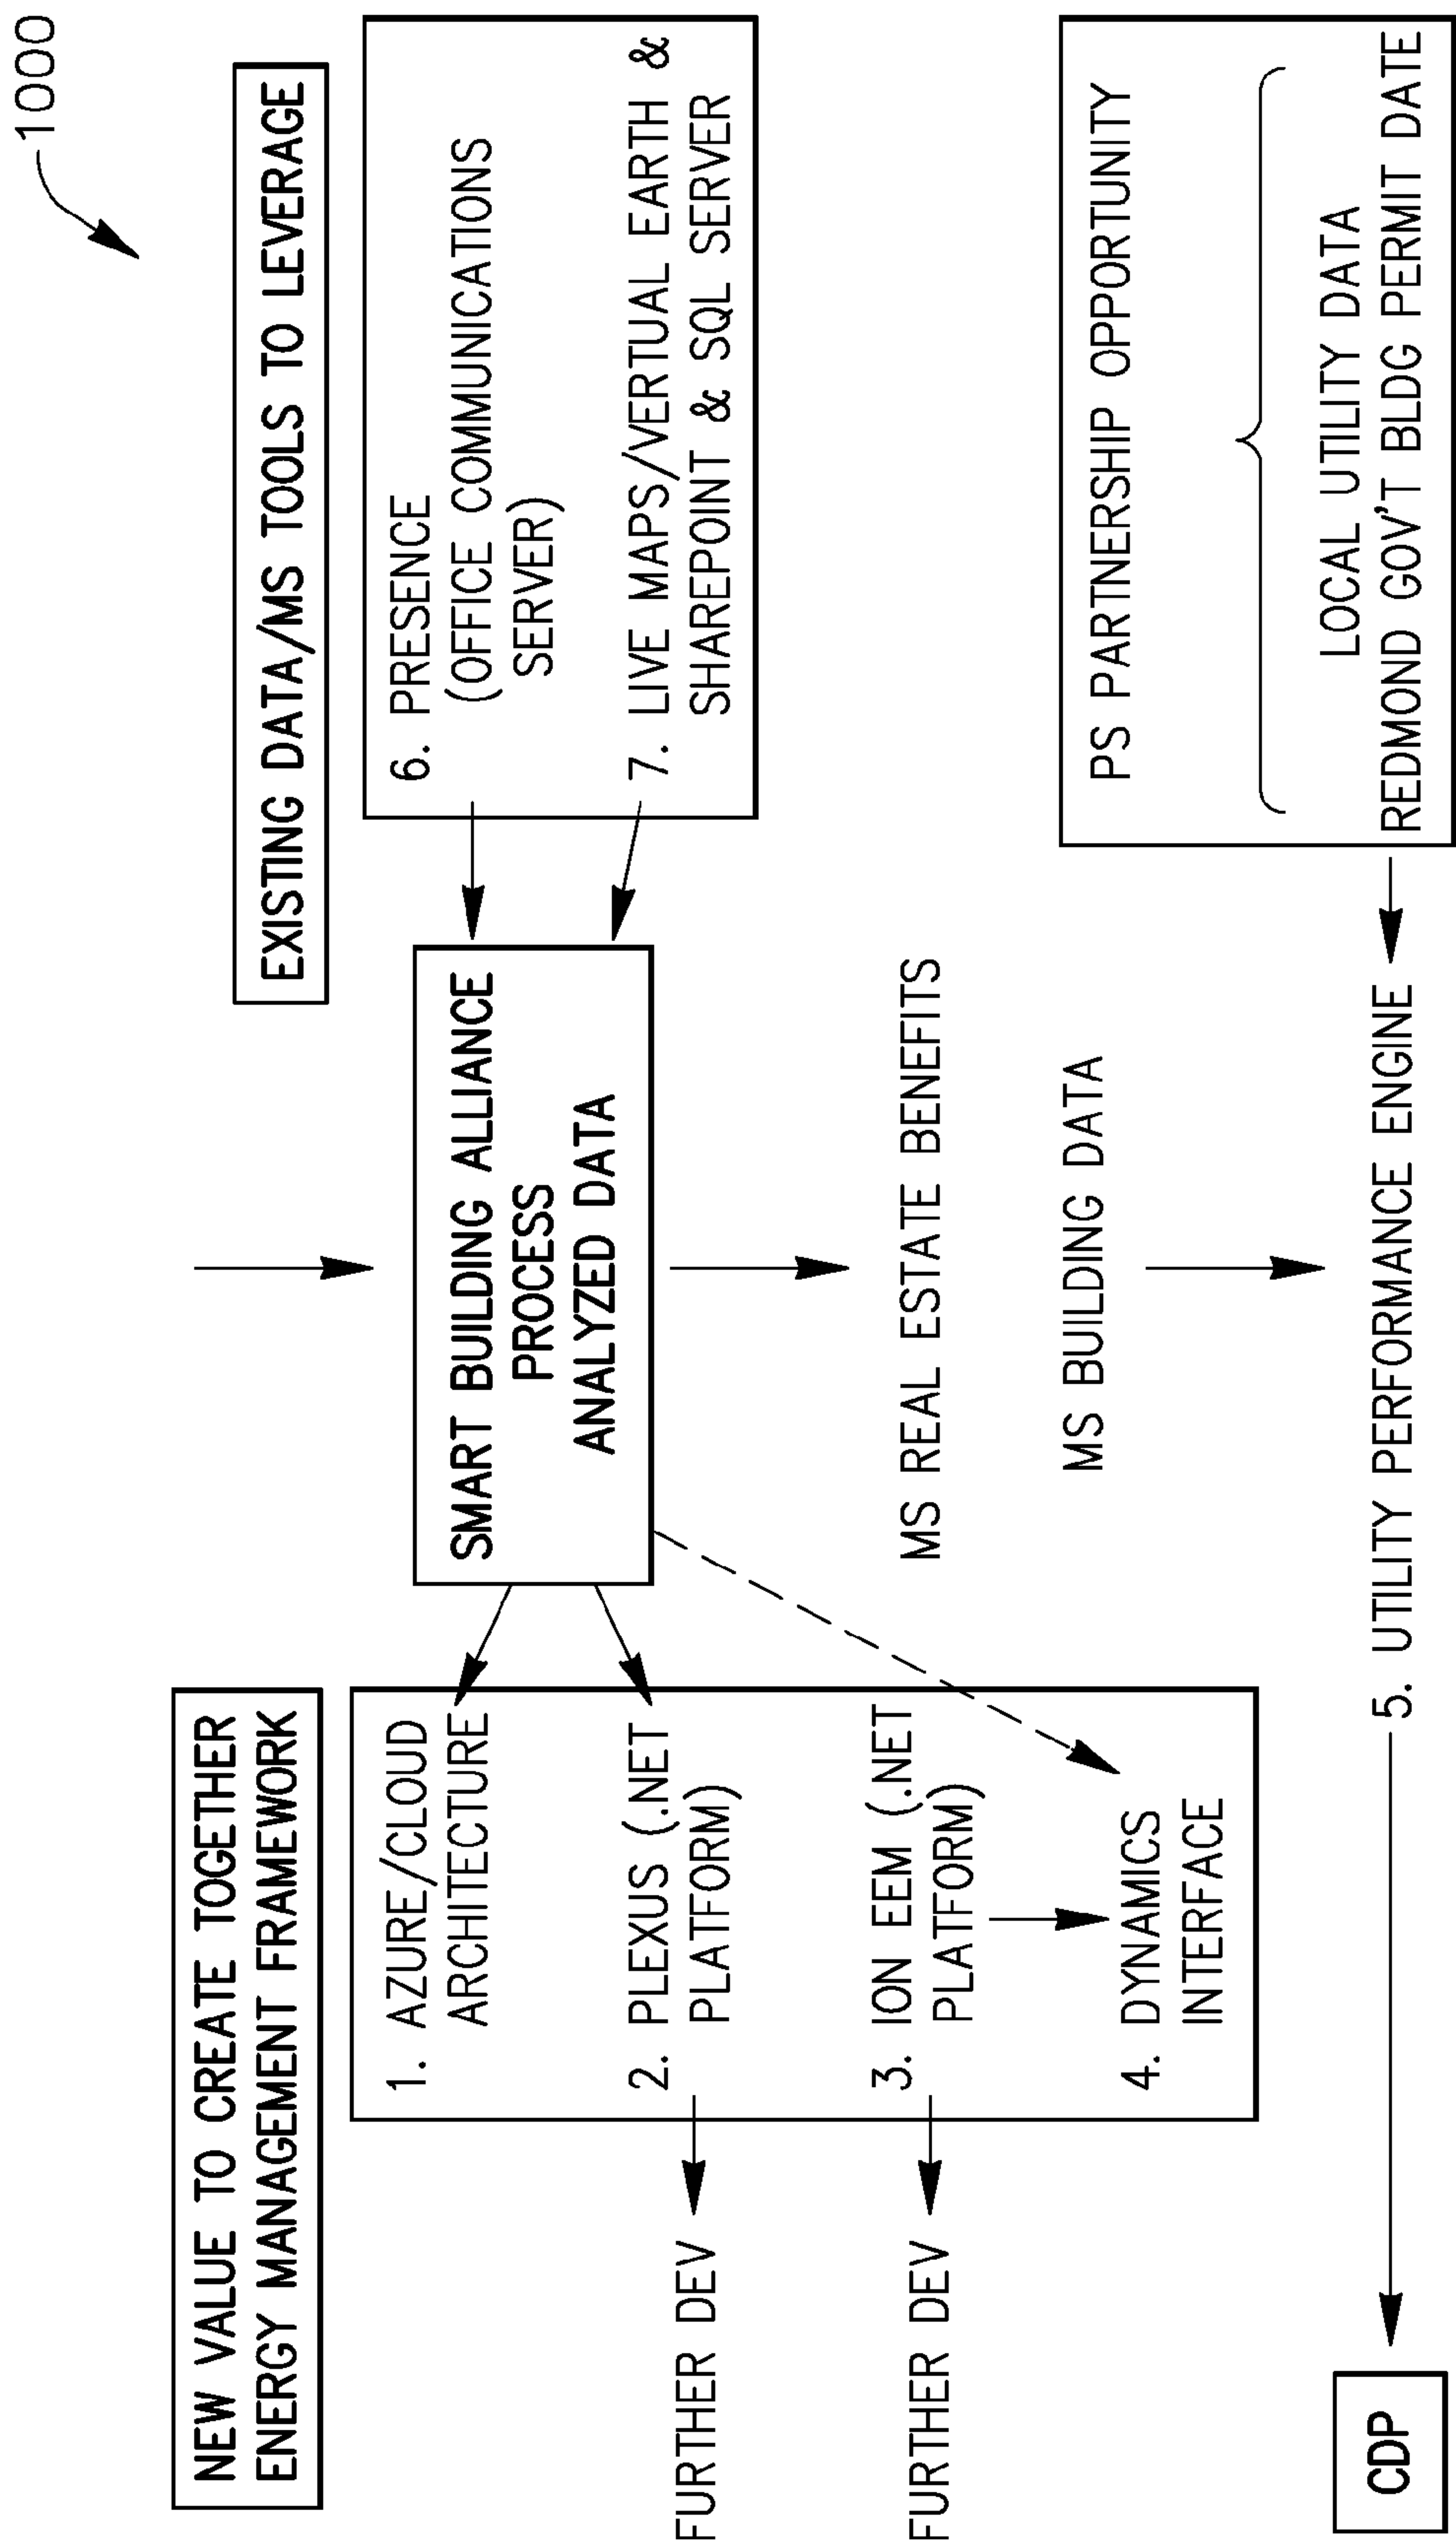 1000
NEW VALUE TO CREATE TOGETHER
ENERGY MANAGEMENT FRAMEWORK
EXISTING DATA/MS TOOLS TO LEVERAGE
1. AZURE/CLOUD
ARCHITECTURE
2. PLEXUS (.NET
PLATFORM)
3. ION EEM (.NET
PLATFORM)
4. DYNAMICS
INTERFACE
FURTHER DEV
FURTHER DEV
SMART BUILDING ALLIANCE
PROCESS
ANALYZED DATA
6. PRESENCE
(OFFICE COMMUNICATIONS
SERVER)
7. LIVE MAPS/VERTUAL EARTH &
SHAREPOINT & SQL SERVER
MS REAL ESTATE BENEFITS
MS BUILDING DATA
PS PARTNERSHIP OPPORTUNITY
LOCAL UTILITY DATA
REDMOND GOV'T BLDG PERMIT DATE
CDP
5. UTILITY PERFORMANCE ENGINE